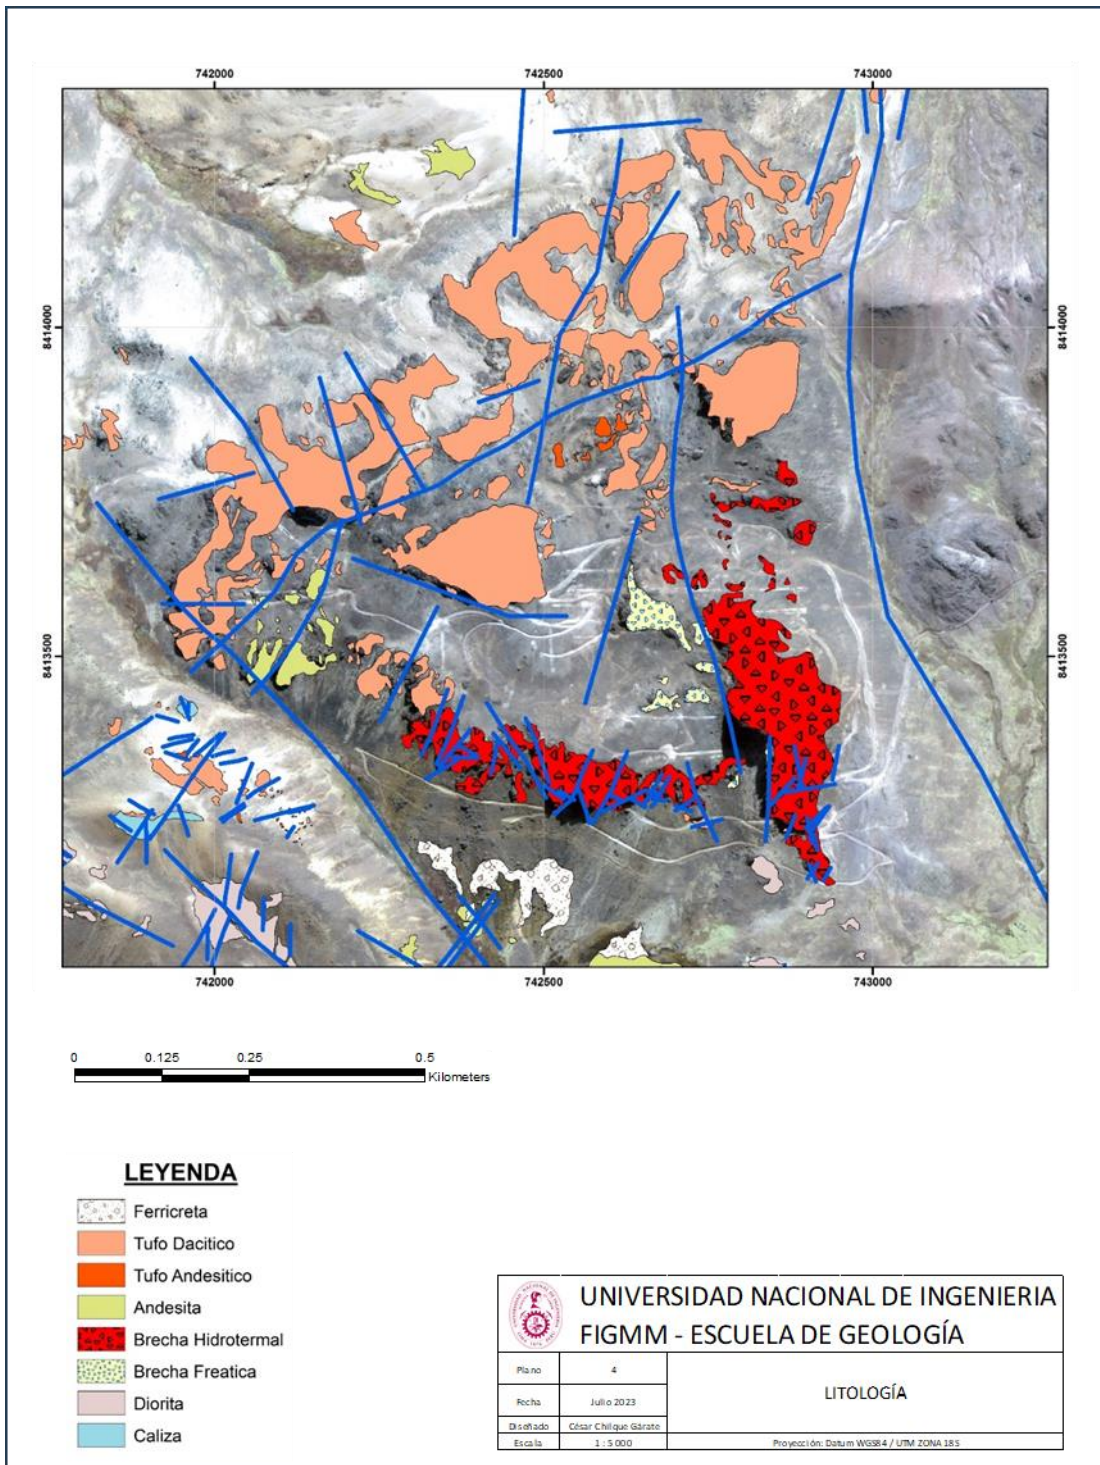 742000 742500 743000
8414000 8414000
8413500 8413500
742000 742500 743000
0 0.125 0.25 0.5
Kilometers
LEYENDA
Ferricreta
Tufo Dacitico
Tufo Andesitico
Andesita
Brecha Hidrotermal
Brecha Freatica
Diorita
Caliza
UNIVERSIDAD NACIONAL DE INGENIERIA
FIGMM - ESCUELA DE GEOLOGÍA
Plano 4
Fecha Julio 2023
LITOLOGÍA
Diseñado César Chilque Gárate
Escala 1 : 5 000 Proyección: Datum WGS84 / UTM ZONA 18S